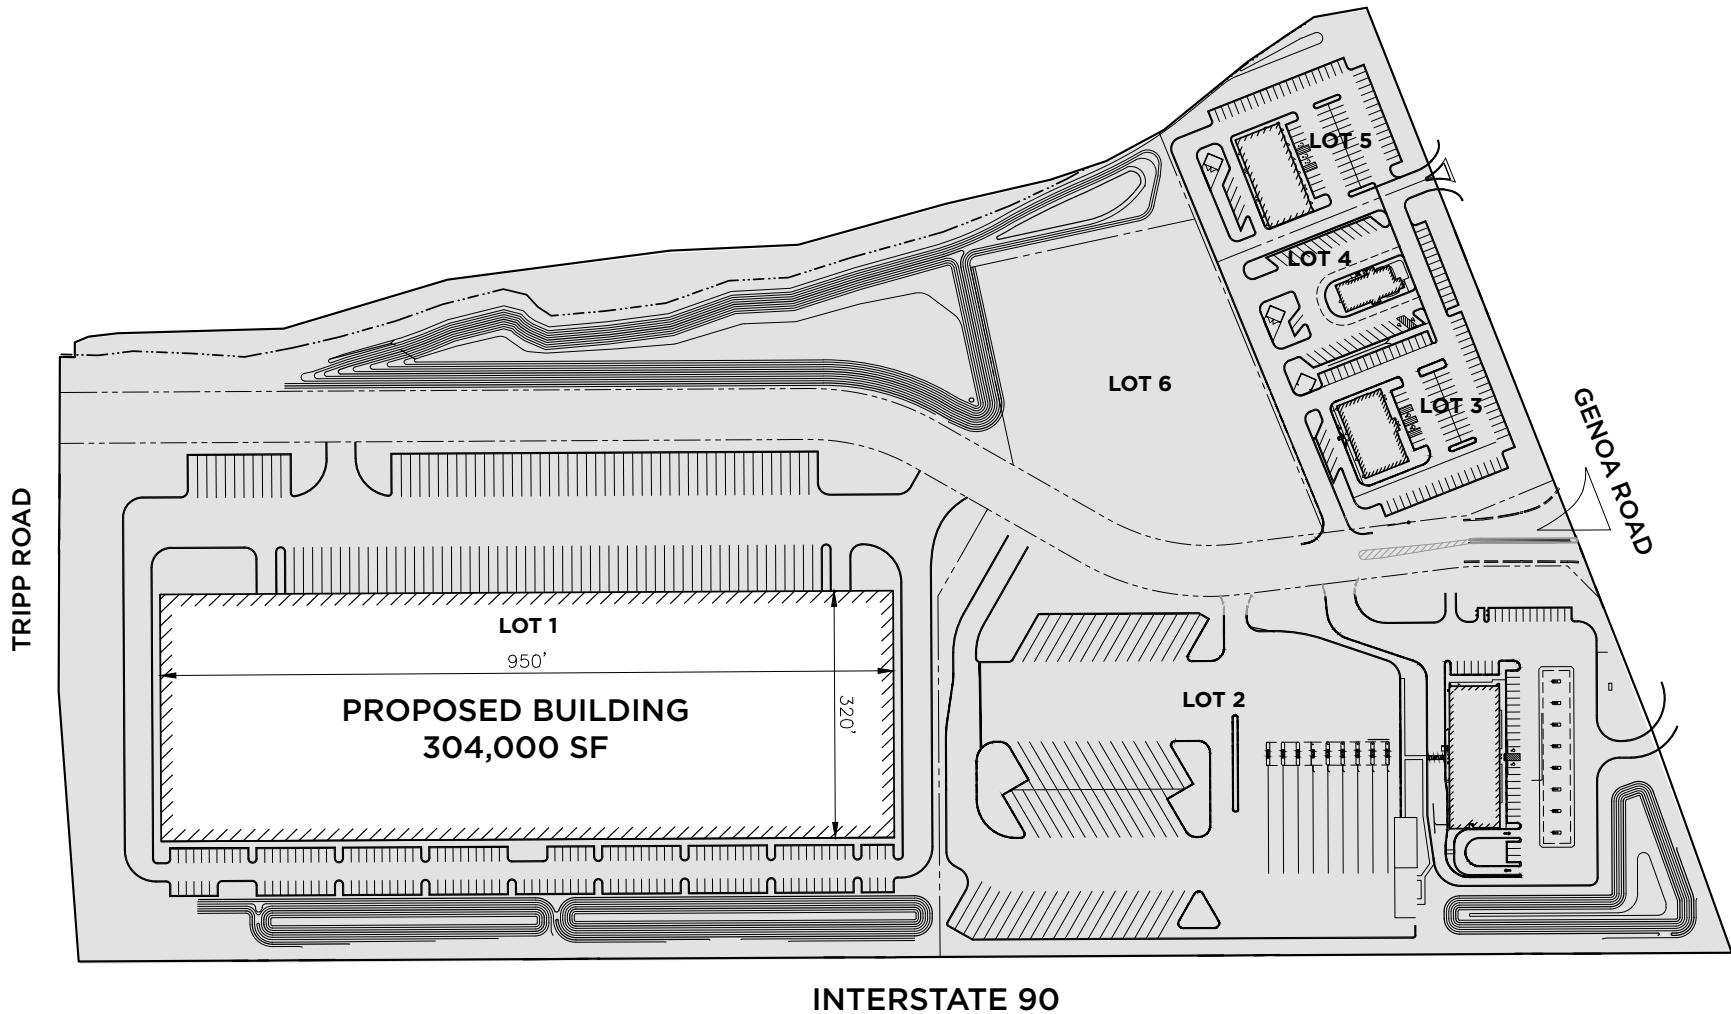 LOT 5
LOT 4
LOT 6
LOT 3
GENOA ROAD
TRIPP ROAD
LOT 1
950'
320'
PROPOSED BUILDING
304,000 SF
LOT 2
INTERSTATE 90